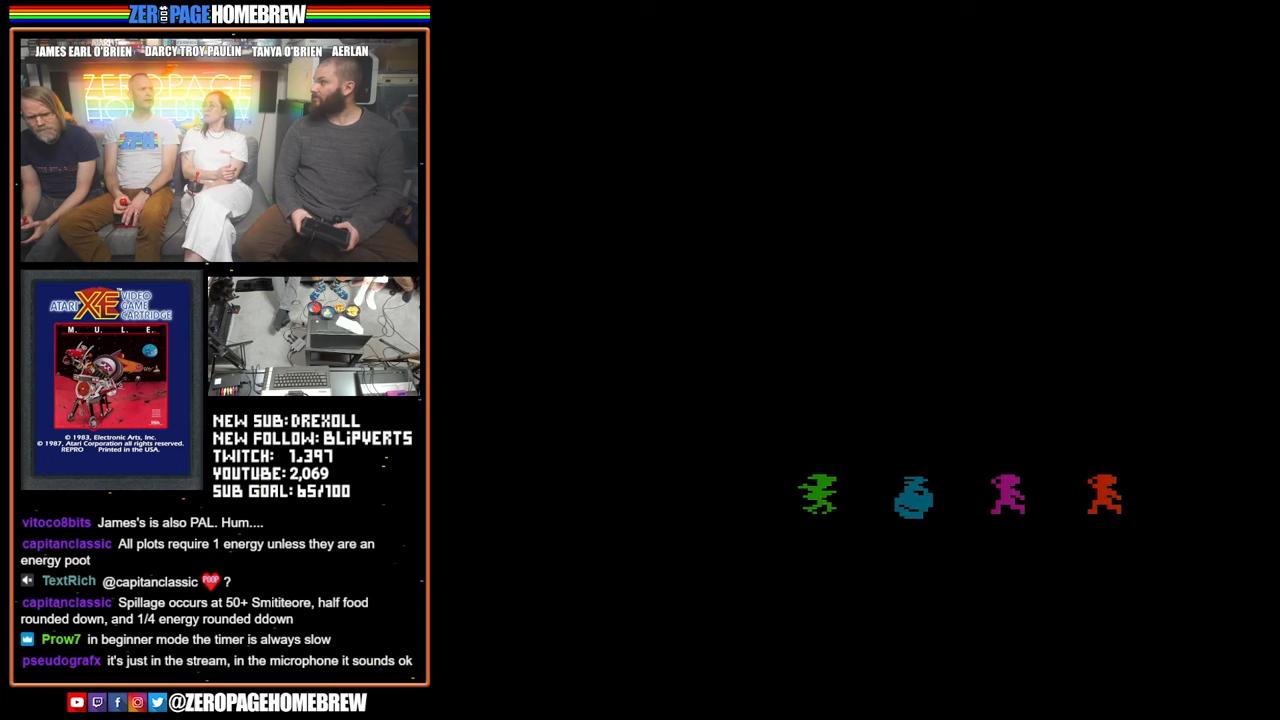 ZEROPAGE HOMEBREW
JAMES EARL O'BRIEN DARCY TROY PAULIN TANYA O'BRIEN AERLAN
ZEROPAGE
HOMEBREW
ZPH
ATARI XE VIDEO
GAME
CARTRIDGE
M. U. L. E.
© 1983, Electronic Arts, Inc.
© 1987, Atari Corporation all rights reserved.
REPRO Printed in the USA.
NEW SUB: DREXOLL
NEW FOLLOW: BLIPVERTS
TWITCH: 1,397
YOUTUBE: 2,069
SUB GOAL: 65/100
vitoco8bits James's is also PAL. Hum....
capitanclassic All plots require 1 energy unless they are an
energy poot
TextRich @capitanclassic POOP ?
capitanclassic Spillage occurs at 50+ Smititeore, half food
rounded down, and 1/4 energy rounded ddown
Prow7 in beginner mode the timer is always slow
pseudografx it's just in the stream, in the microphone it sounds ok
@ZEROPAGEHOMEBREW